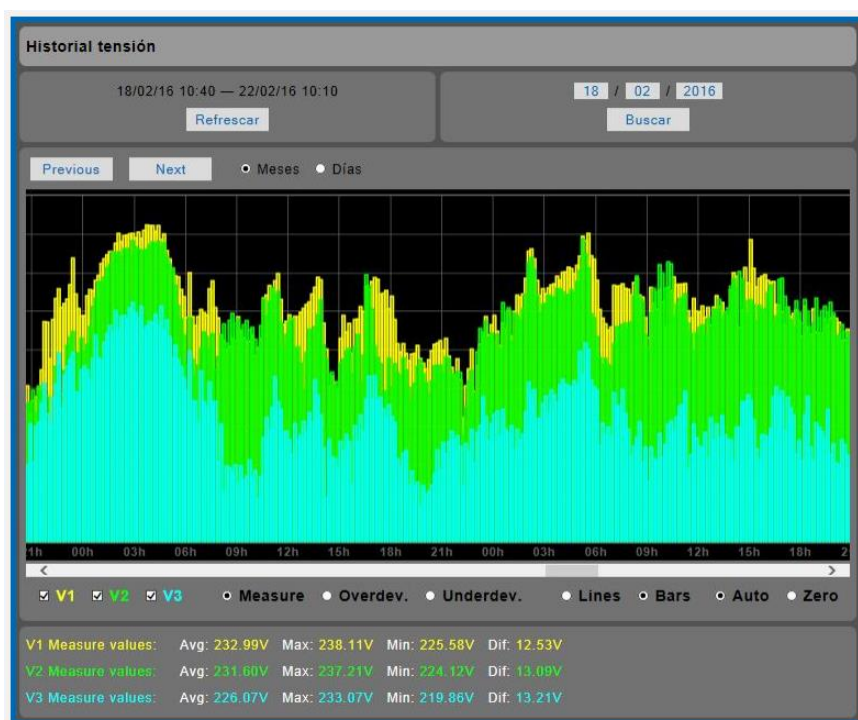 Historial tensión
18/02/16 10:40 — 22/02/16 10:10
18 / 02 / 2016
Refrescar
Buscar
Previous Next Meses Días
21h 00h 03h 06h 09h 12h 15h 18h 21h 00h 03h 06h 09h 12h 15h 18h 2
V1 V2 V3 Measure Overdev. Underdev. Lines Bars Auto Zero
V1 Measure values: Avg: 232.99V Max: 238.11V Min: 225.58V Dif: 12.53V
V2 Measure values: Avg: 231.60V Max: 237.21V Min: 224.12V Dif: 13.09V
V3 Measure values: Avg: 226.07V Max: 233.07V Min: 219.86V Dif: 13.21V